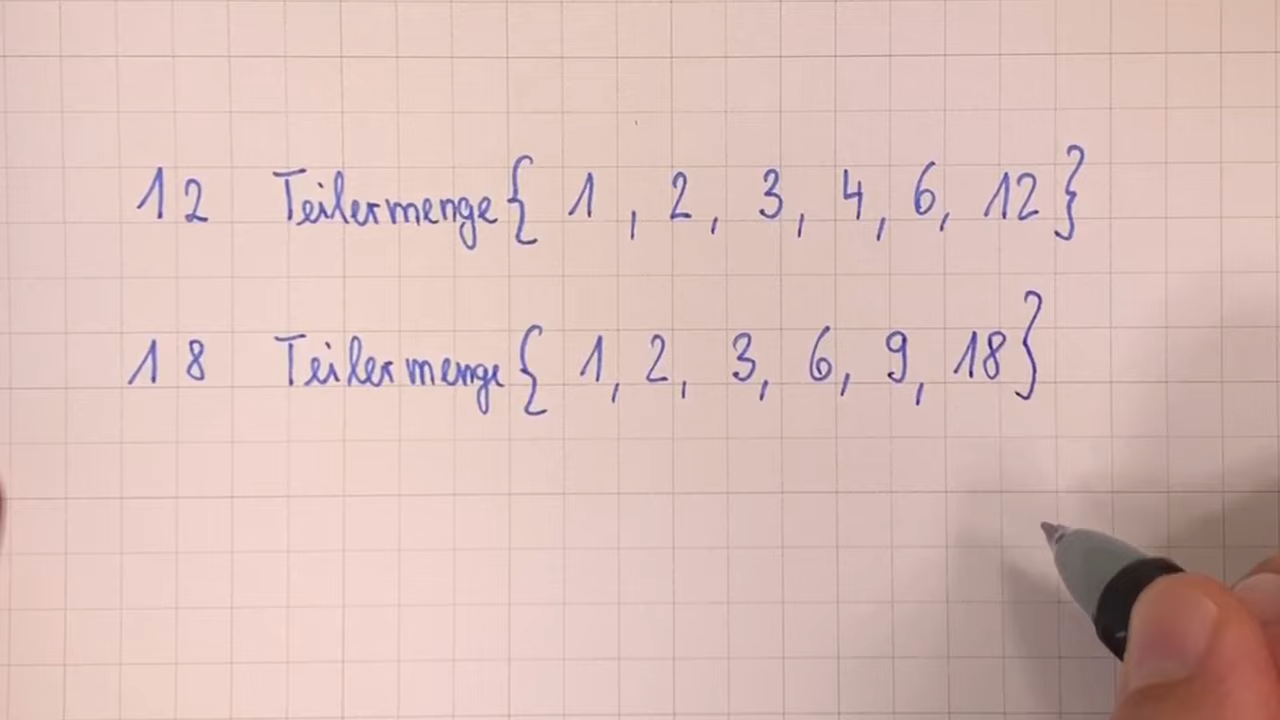 12 Teilermenge{ 1, 2, 3, 4, 6, 12}
18 Teilermenge{ 1, 2, 3, 6, 9, 18}